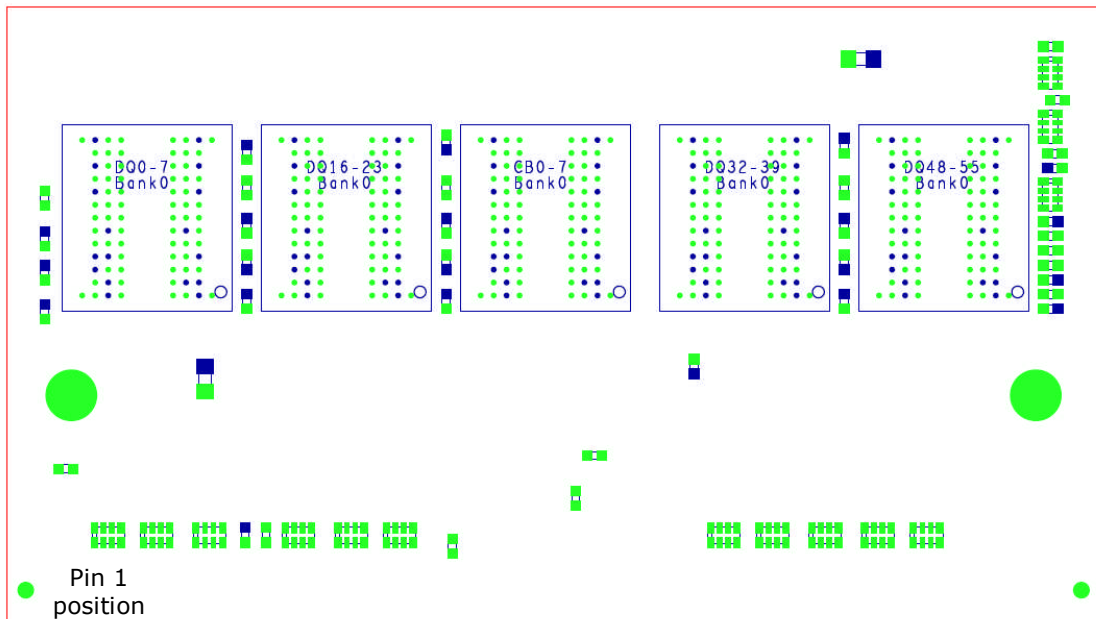 DQ0-7
Bank0
DQ16-23
Bank0
CB0-7
Bank0
DQ32-39
Bank0
DQ48-55
Bank0
Pin 1
position